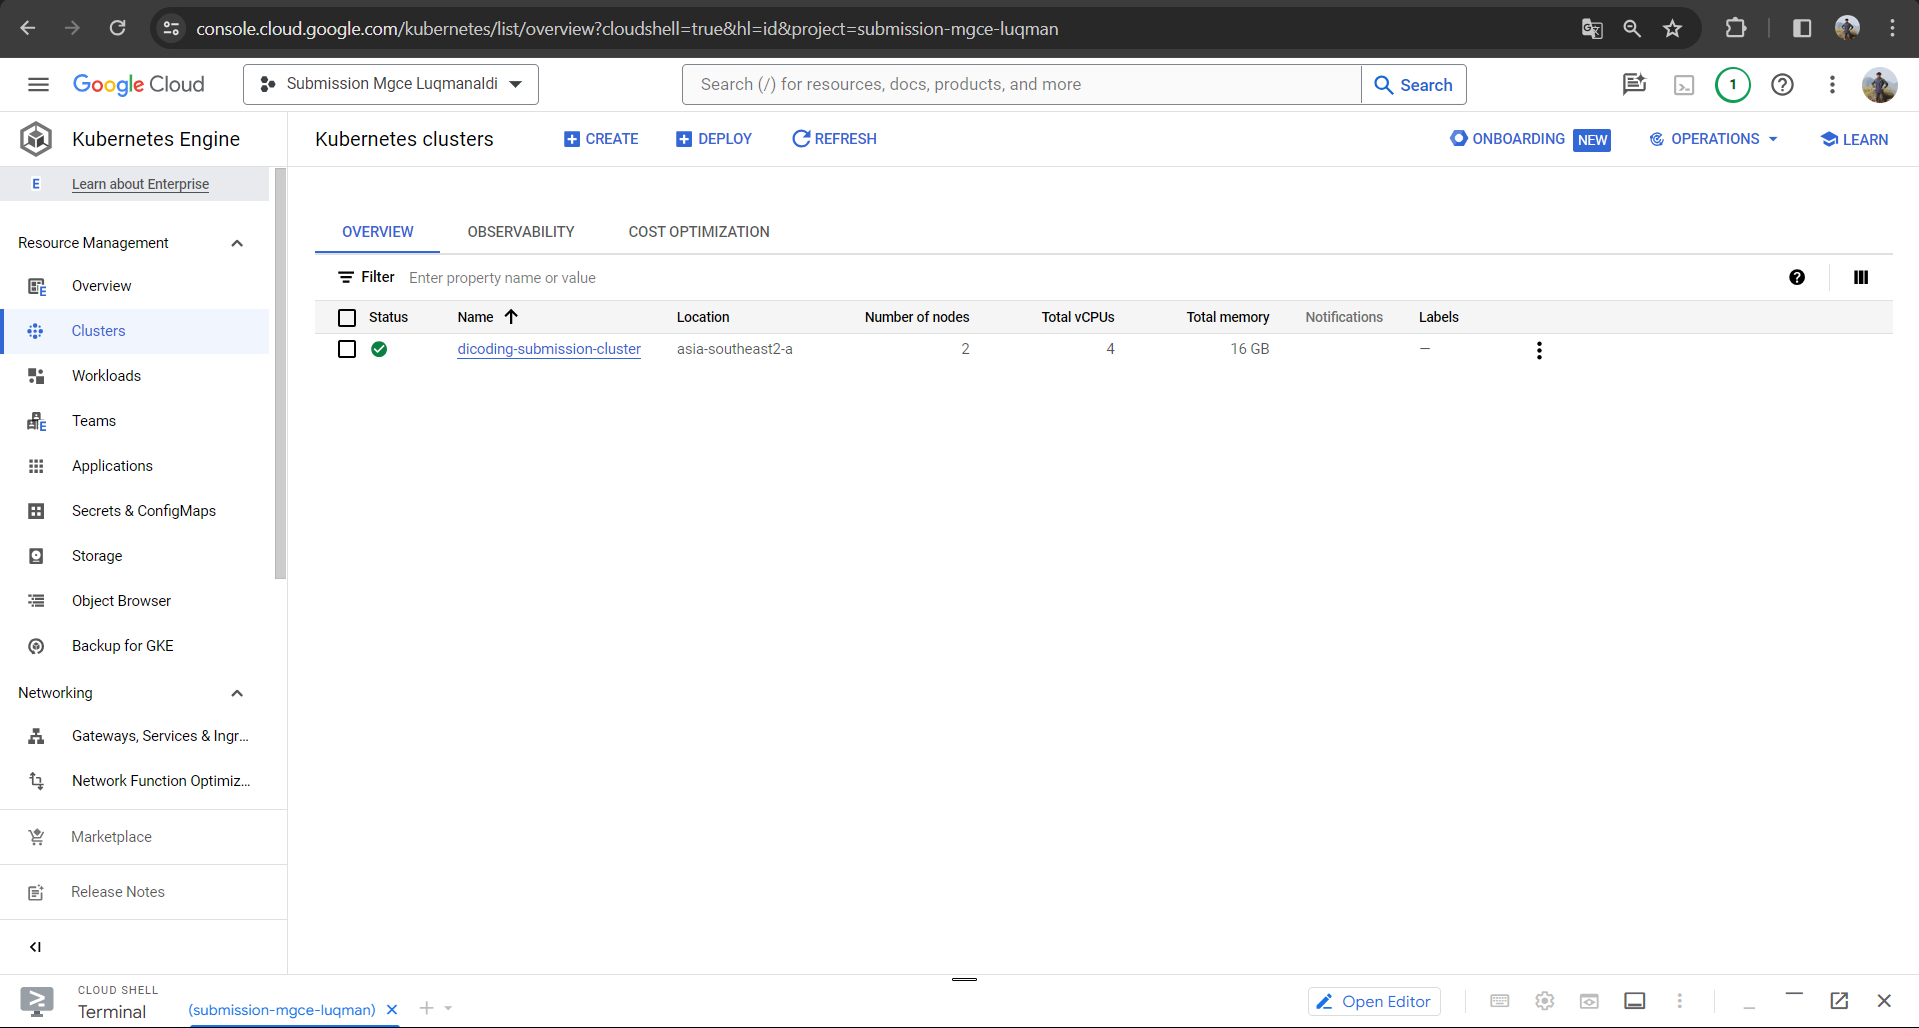 console.cloud.google.com/kubernetes/list/overview?cloudshell=true&hl=id&project=submission-mgce-luqman
Google Cloud
Submission Mgce Luqmanaldi
Search (/) for resources, docs, products, and more
Search
1
Kubernetes Engine
Kubernetes clusters
CREATE
DEPLOY
REFRESH
ONBOARDING NEW
OPERATIONS
LEARN
E Learn about Enterprise
Resource Management
Overview
Clusters
Workloads
Teams
Applications
Secrets & ConfigMaps
Storage
Object Browser
Backup for GKE
Networking
Gateways, Services & Ingr...
Network Function Optimiz...
Marketplace
Release Notes
OVERVIEW OBSERVABILITY COST OPTIMIZATION
Filter Enter property name or value
Status Name Location Number of nodes Total vCPUs Total memory Notifications Labels
dicoding-submission-cluster asia-southeast2-a 2 4 16 GB —
CLOUD SHELL
Terminal
(submission-mgce-luqman)
Open Editor